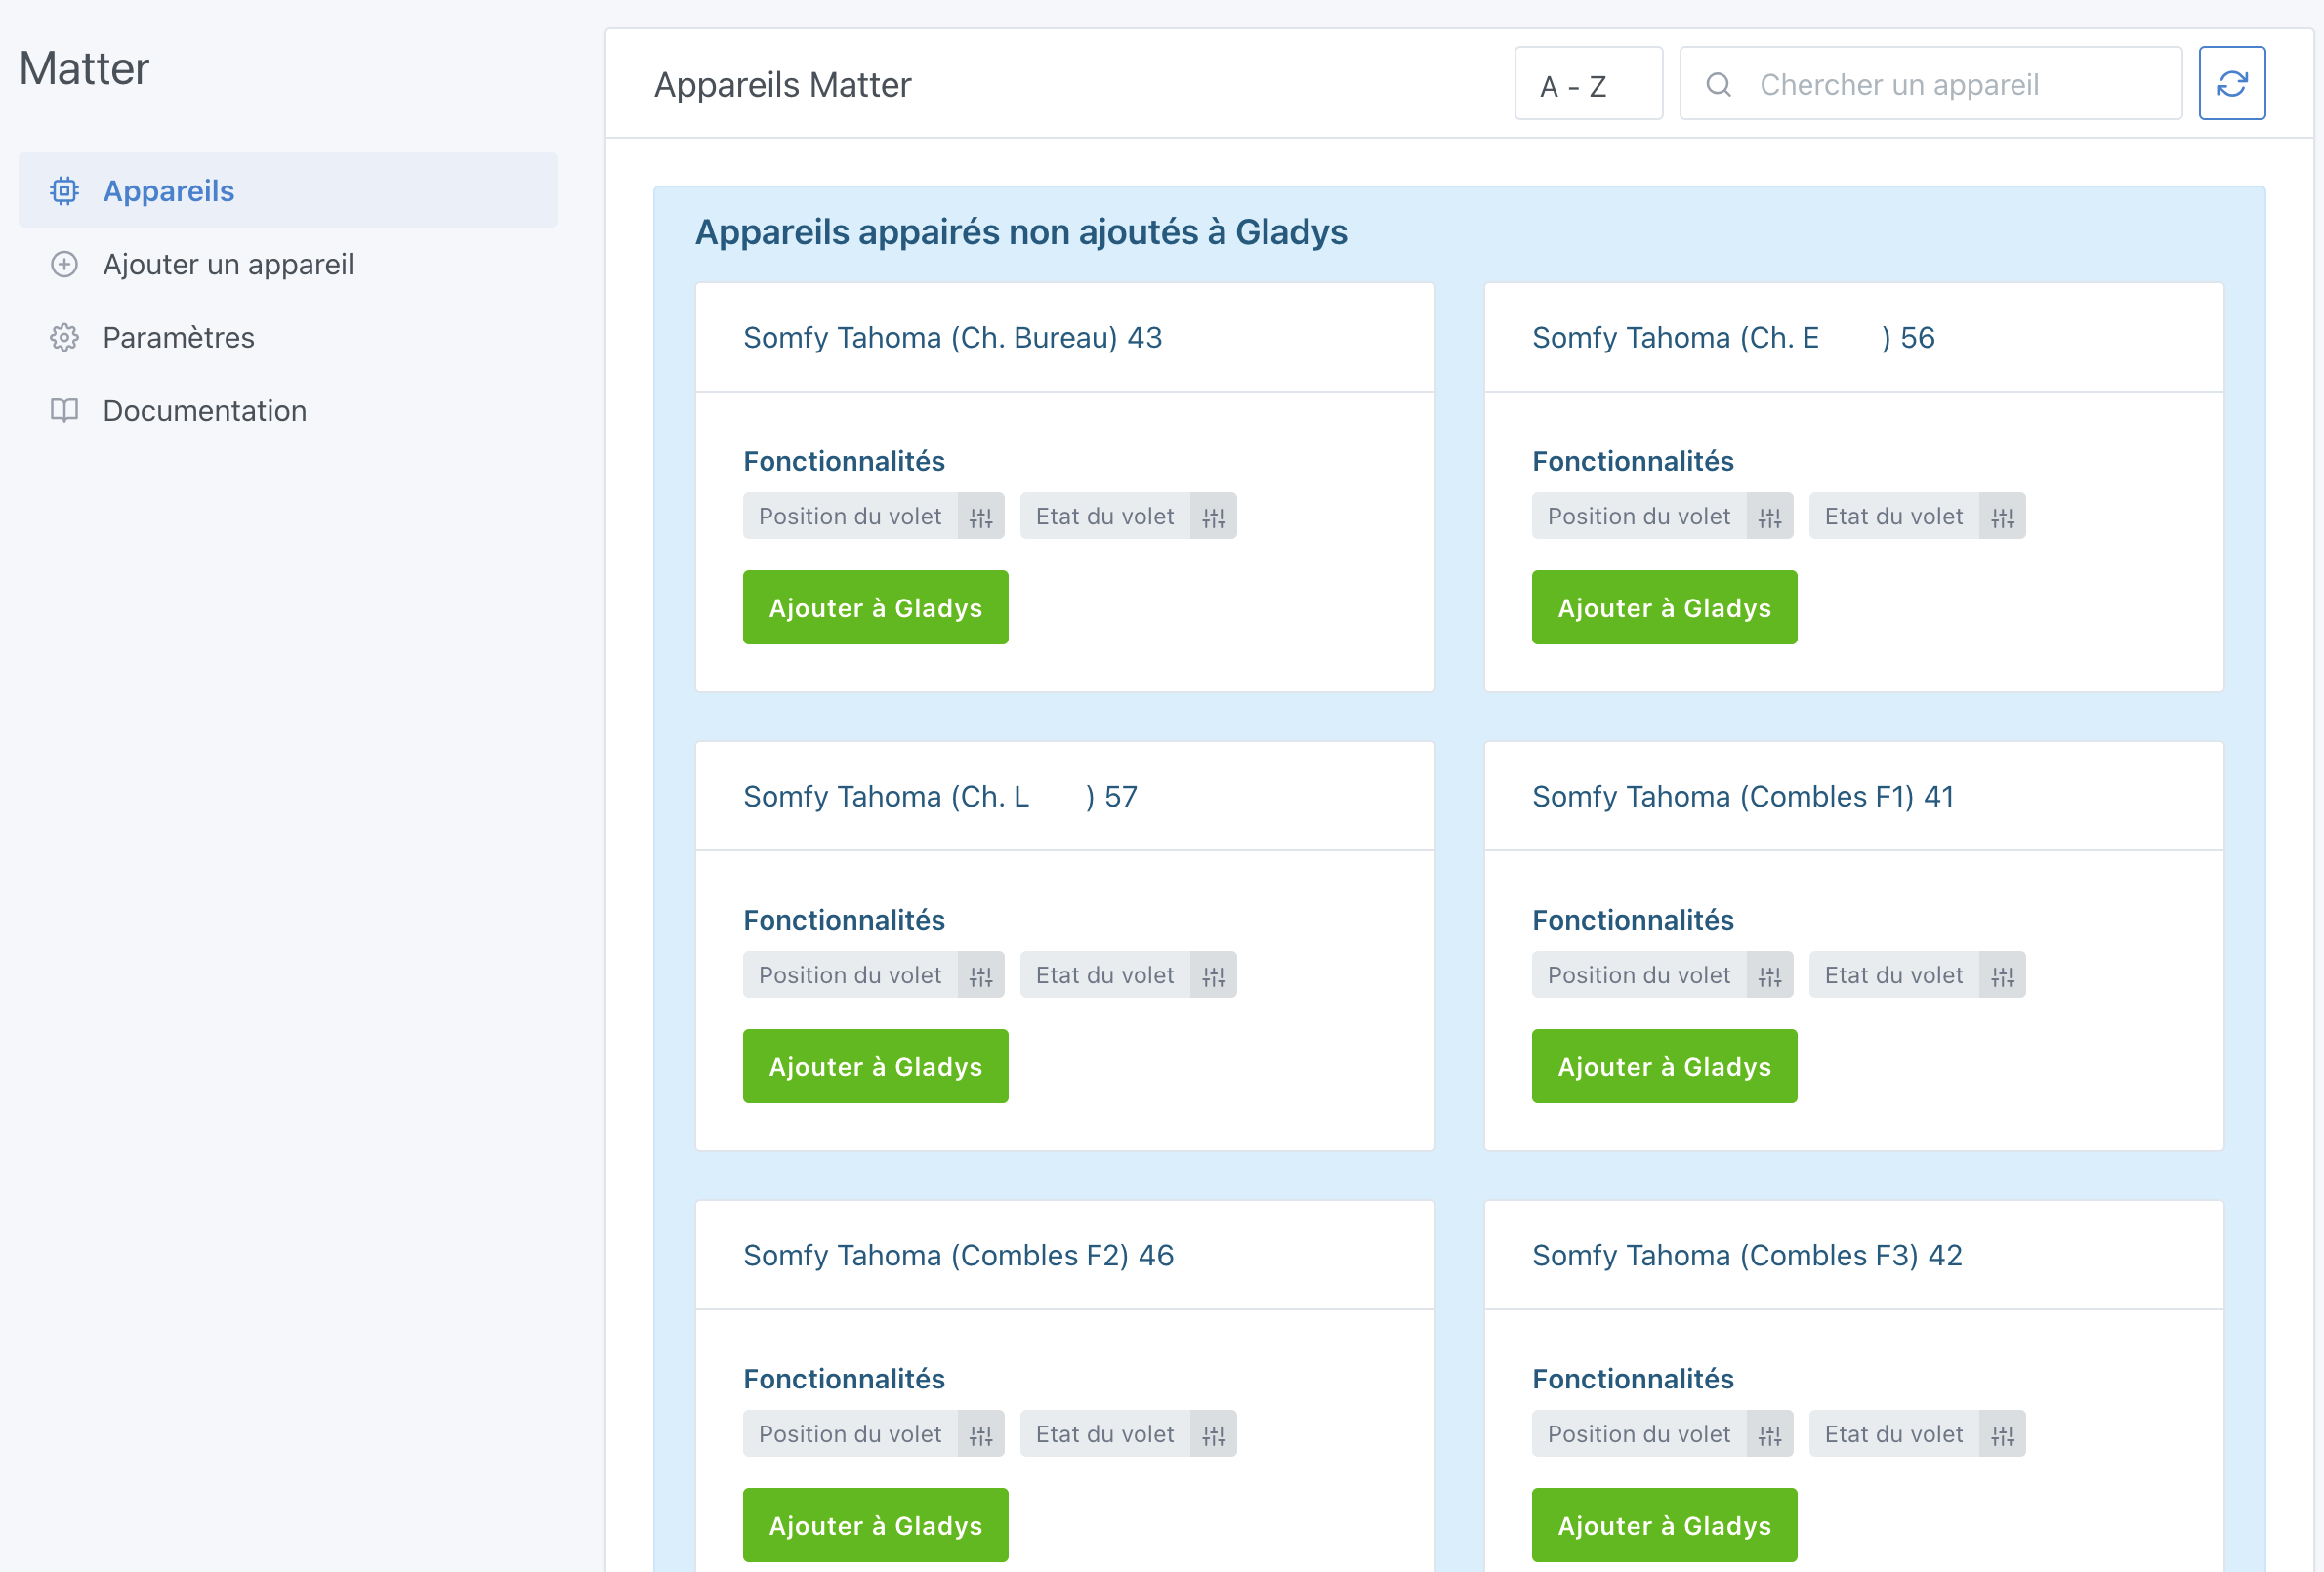 Matter
Appareils
Ajouter un appareil
Paramètres
Documentation
Appareils Matter
A - Z
Chercher un appareil
Appareils appairés non ajoutés à Gladys
Somfy Tahoma (Ch. Bureau) 43
Fonctionnalités
Position du volet Etat du volet
Ajouter à Gladys
Somfy Tahoma (Ch. E ) 56
Fonctionnalités
Position du volet Etat du volet
Ajouter à Gladys
Somfy Tahoma (Ch. L ) 57
Fonctionnalités
Position du volet Etat du volet
Ajouter à Gladys
Somfy Tahoma (Combles F1) 41
Fonctionnalités
Position du volet Etat du volet
Ajouter à Gladys
Somfy Tahoma (Combles F2) 46
Fonctionnalités
Position du volet Etat du volet
Ajouter à Gladys
Somfy Tahoma (Combles F3) 42
Fonctionnalités
Position du volet Etat du volet
Ajouter à Gladys